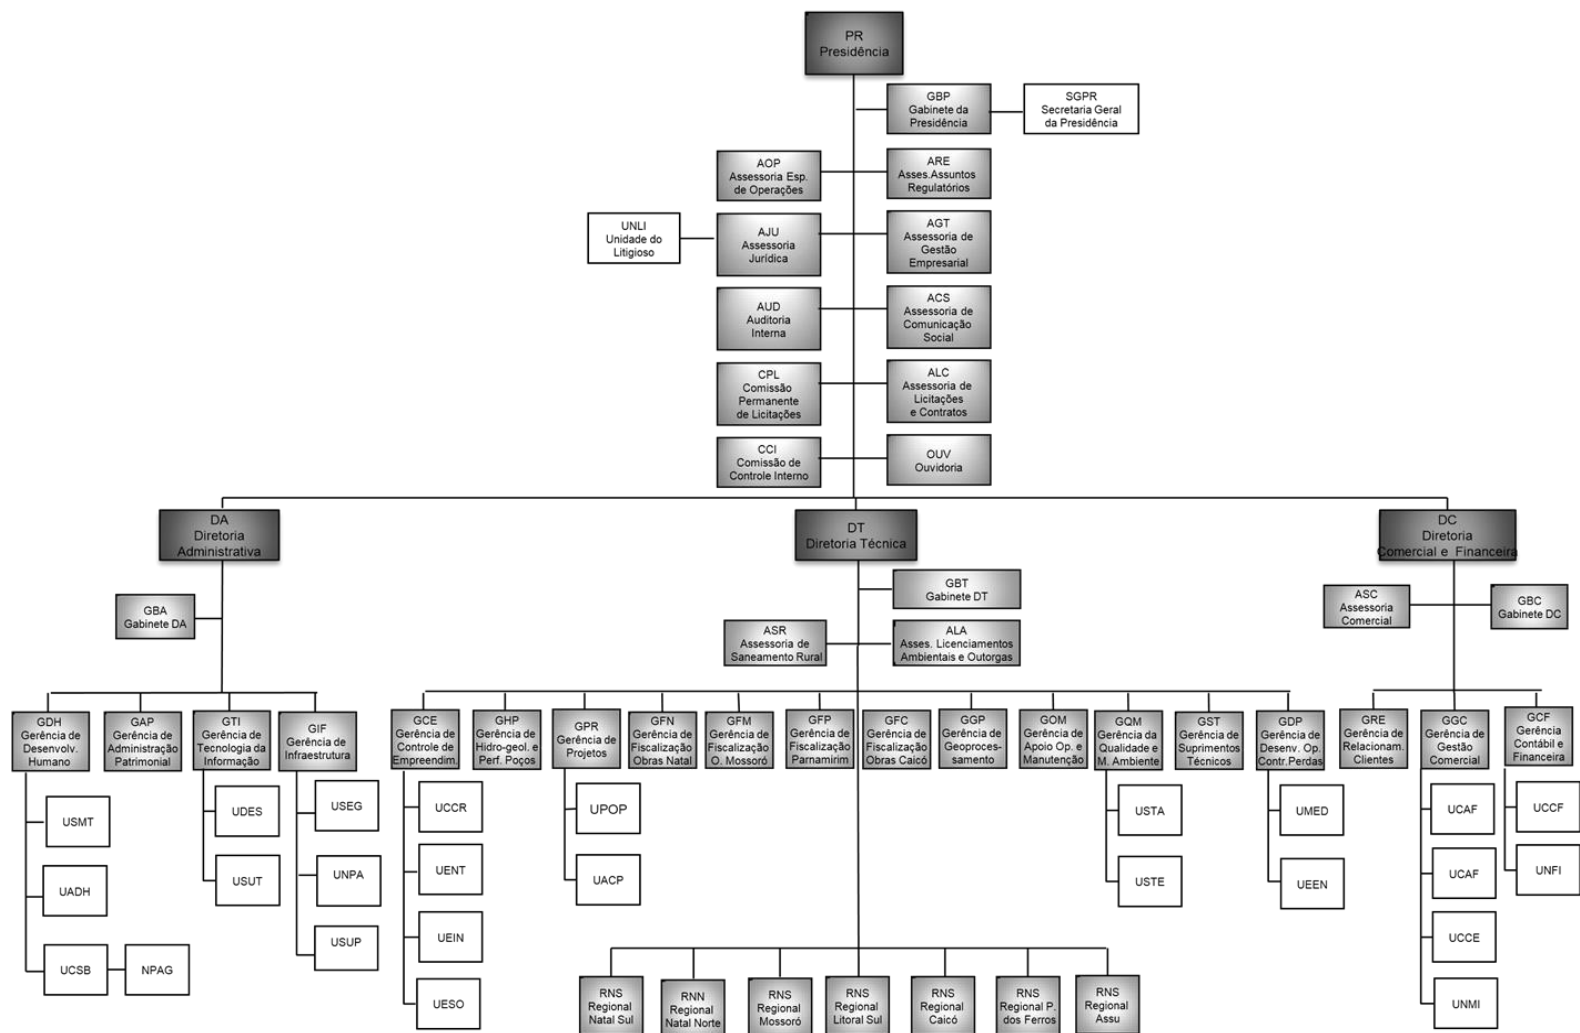 PR
Presidência
GBP
Gabinete da
Presidência
SGPR
Secretaria Geral
da Presidência
AOP
Assessoria Esp.
de Operações
ARE
Asses.Assuntos
Regulatórios
UNLI
Unidade do
Litigioso
AJU
Assessoria
Jurídica
AGT
Assessoria de
Gestão
Empresarial
AUD
Auditoria
Interna
ACS
Assessoria de
Comunicação
Social
CPL
Comissão
Permanente
de Licitações
ALC
Assessoria de
Licitações
e Contratos
CCI
Comissão de
Controle Interno
OUV
Ouvidoria
DA
Diretoria
Administrativa
DT
Diretoria Técnica
DC
Diretoria
Comercial e Financeira
GBA
Gabinete DA
GBT
Gabinete DT
ASR
Assessoria de
Saneamento Rural
ALA
Asses. Licenciamentos
Ambientais e Outorgas
ASC
Assessoria
Comercial
GBC
Gabinete DC
GDH
Gerência de
Desenvolv.
Humano
GAP
Gerência de
Administração
Patrimonial
GTI
Gerência de
Tecnologia da
Informação
GIF
Gerência de
Infraestrutura
GCE
Gerência de
Controle de
Empreendim.
GHP
Gerência de
Hidro-geol. e
Perf. Poços
GPR
Gerência de
Projetos
GFN
Gerência de
Fiscalização
Obras Natal
GFM
Gerência de
Fiscalização
O. Mossoró
GFP
Gerência de
Fiscalização
Parnamirim
GFC
Gerência de
Fiscalização
Obras Caicó
GGP
Gerência de
Geoproces-
samento
GOM
Gerência de
Apoio Op. e
Manutenção
GQM
Gerência da
Qualidade e
M. Ambiente
GST
Gerência de
Suprimentos
Técnicos
GDP
Gerência de
Desenv. Op.
Contr.Perdas
GRE
Gerência de
Relacionam.
Clientes
GGC
Gerência de
Gestão
Comercial
GCF
Gerência
Contábil e
Financeira
USMT
UADH
UCSB
NPAG
UDES
USUT
USEG
UNPA
USUP
UCCR
UENT
UEIN
UESO
UPOP
UACP
USTA
USTE
UMED
UEEN
UCAF
UCAF
UCCE
UNMI
UCCF
UNFI
RNS
Regional
Natal Sul
RNN
Regional
Natal Norte
RNS
Regional
Mossoró
RNS
Regional
Litoral Sul
RNS
Regional
Caicó
RNS
Regional P.
dos Ferros
RNS
Regional
Assu